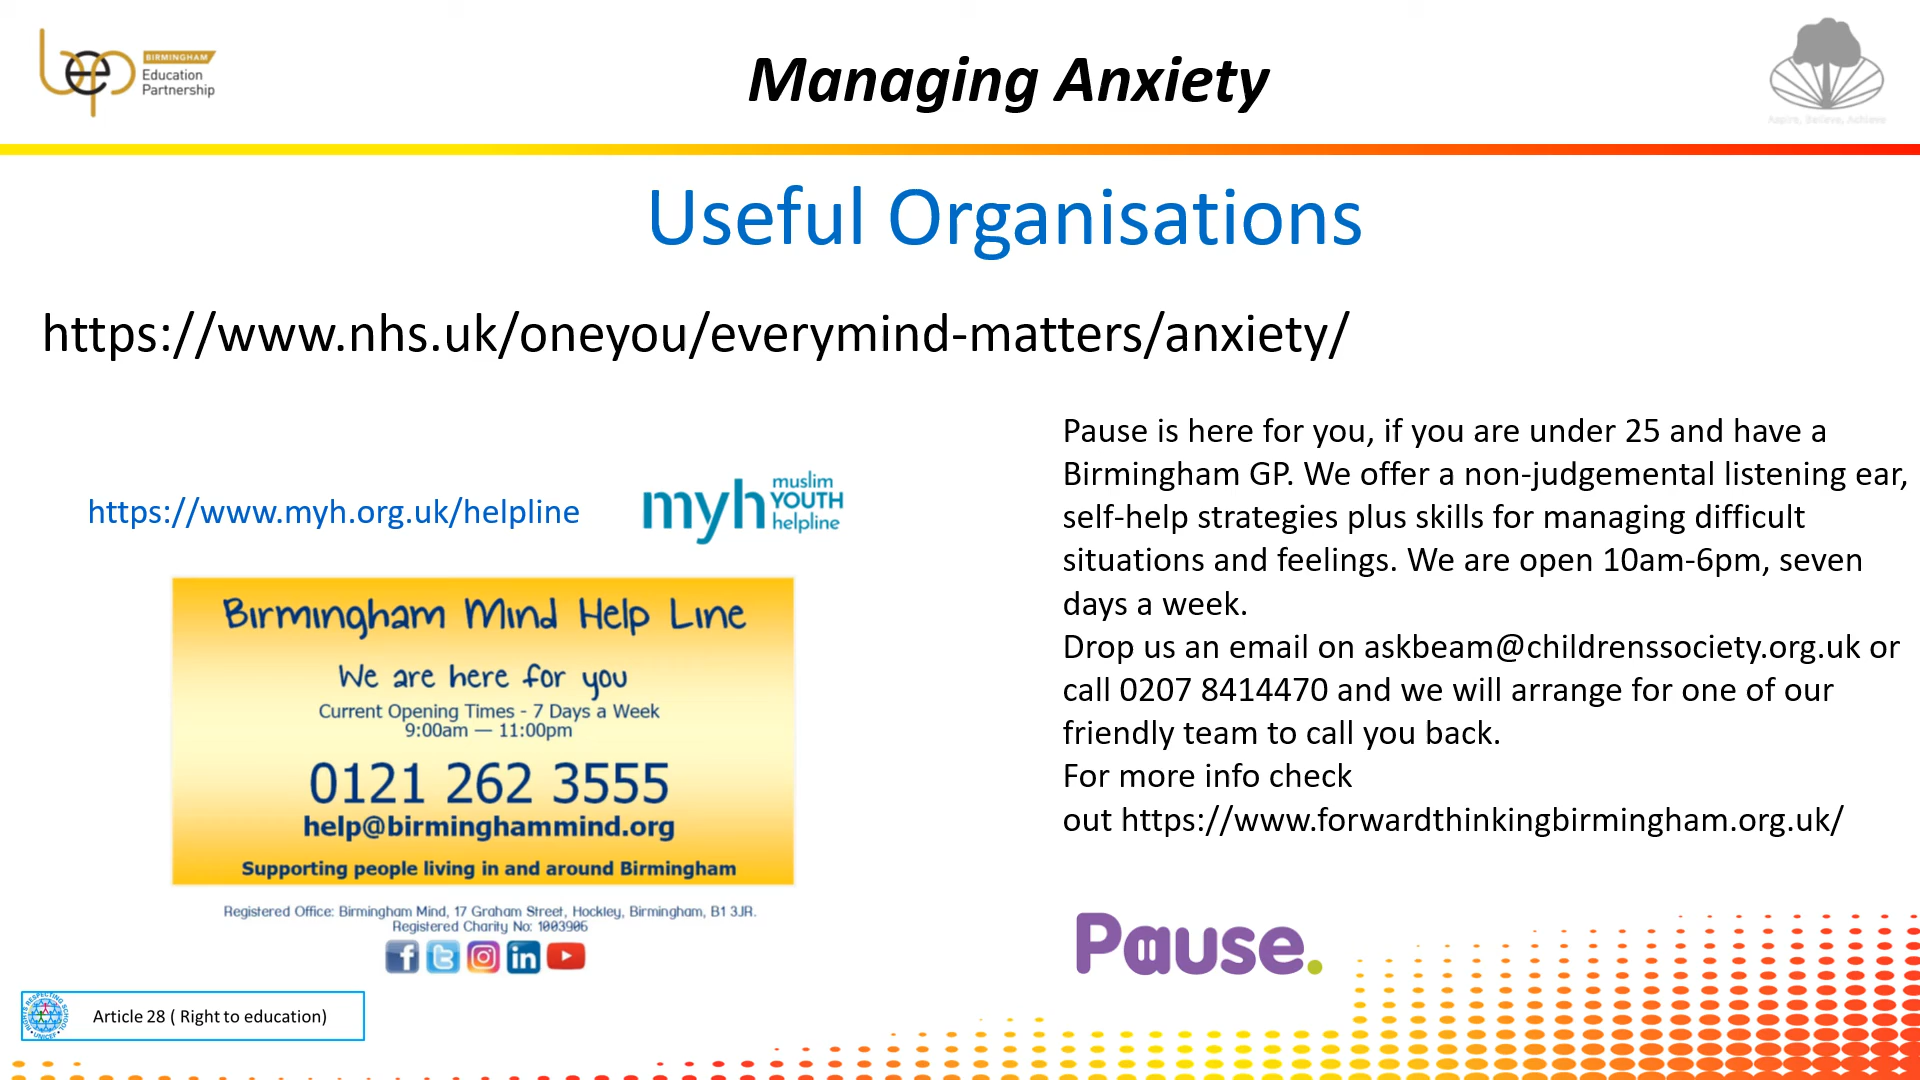 bep
BIRMINGHAM
Education
Partnership
Managing Anxiety
Aspire, Believe, Achieve
Useful Organisations
https://www.nhs.uk/oneyou/everymind-matters/anxiety/
https://www.myh.org.uk/helpline
myh muslim
YOUTH
helpline
Birmingham Mind Help Line
We are here for you
Current Opening Times - 7 Days a Week
9:00am — 11:00pm
0121 262 3555
help@birminghammind.org
Supporting people living in and around Birmingham
Registered Office: Birmingham Mind, 17 Graham Street, Hockley, Birmingham, B1 3JR.
Registered Charity No: 1003906
Pause is here for you, if you are under 25 and have a
Birmingham GP. We offer a non-judgemental listening ear,
self-help strategies plus skills for managing difficult
situations and feelings. We are open 10am-6pm, seven
days a week.
Drop us an email on askbeam@childrenssociety.org.uk or
call 0207 8414470 and we will arrange for one of our
friendly team to call you back.
For more info check
out https://www.forwardthinkingbirmingham.org.uk/
Pause.
RIGHTS RESPECTING SCHOOLS
UNICEF
Article 28 ( Right to education)